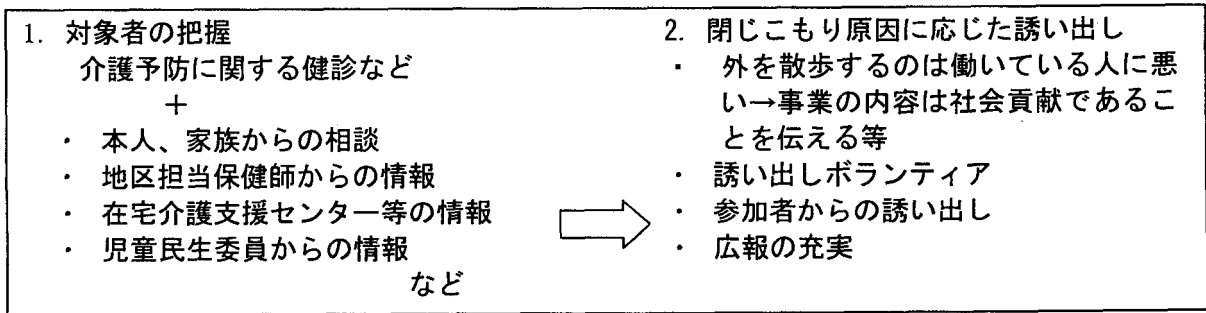 1. 対象者の把握
介護予防に関する健診など
＋
・ 本人、家族からの相談
・ 地区担当保健師からの情報
・ 在宅介護支援センター等の情報
・ 児童民生委員からの情報
など
2. 閉じこもり原因に応じた誘い出し
・ 外を散歩するのは働いている人に悪
い→事業の内容は社会貢献であるこ
とを伝える等
・ 誘い出しボランティア
・ 参加者からの誘い出し
・ 広報の充実